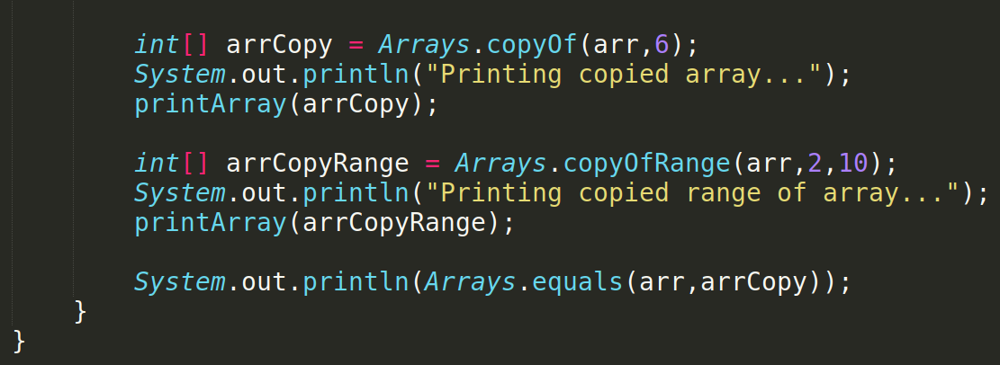 int[] arrCopy = Arrays.copyOf(arr,6);
System.out.println("Printing copied array...");
printArray(arrCopy);
int[] arrCopyRange = Arrays.copyOfRange(arr,2,10);
System.out.println("Printing copied range of array...");
printArray(arrCopyRange);
System.out.println(Arrays.equals(arr,arrCopy));
}
}